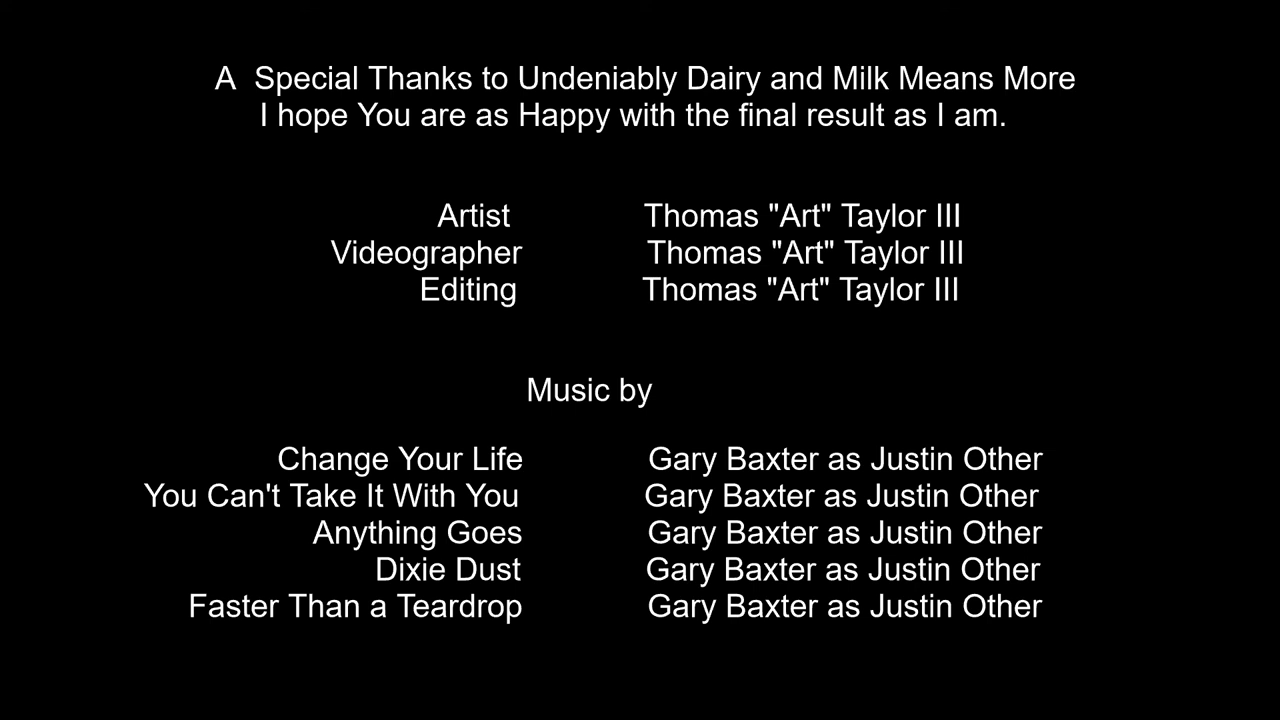 A Special Thanks to Undeniably Dairy and Milk Means More
I hope You are as Happy with the final result as I am.
Artist Thomas "Art" Taylor III
Videographer Thomas "Art" Taylor III
Editing Thomas "Art" Taylor III
Music by
Change Your Life Gary Baxter as Justin Other
You Can't Take It With You Gary Baxter as Justin Other
Anything Goes Gary Baxter as Justin Other
Dixie Dust Gary Baxter as Justin Other
Faster Than a Teardrop Gary Baxter as Justin Other